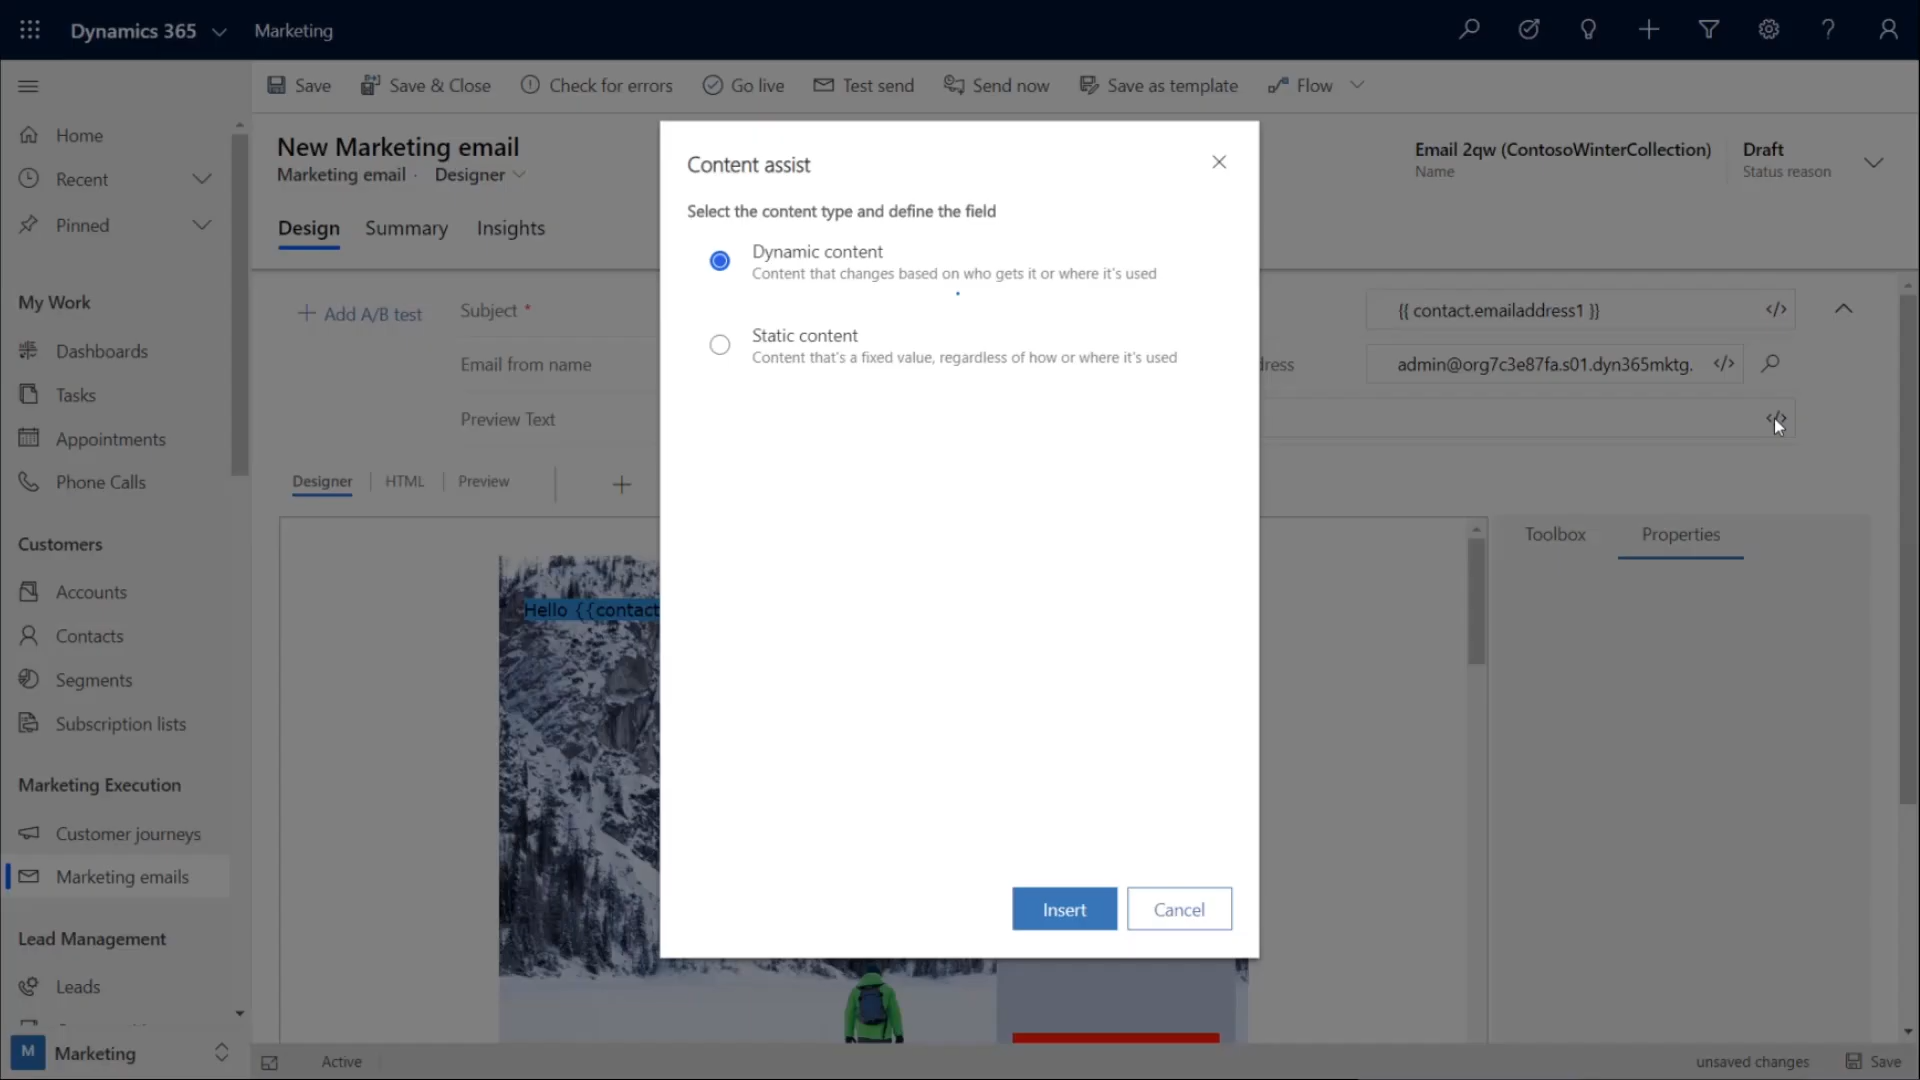 Dynamics 365
Marketing
Save
Save & Close
Check for errors
Go live
Test send
Send now
Save as template
Flow
Home
Recent
Pinned
My Work
Dashboards
Tasks
Appointments
Phone Calls
Customers
Accounts
Contacts
Segments
Subscription lists
Marketing Execution
Customer journeys
Marketing emails
Lead Management
Leads
M
Marketing
New Marketing email
Marketing email · Designer
Email 2qw (ContosoWinterCollection)
Name
Draft
Status reason
Design
Summary
Insights
Add A/B test
Subject *
{{ contact.emailaddress1 }}
Email from name
dress
admin@org7c3e87fa.s01.dyn365mktg.
Preview Text
Designer
HTML
Preview
Hello {{contact
Toolbox
Properties
Content assist
Select the content type and define the field
Dynamic content
Content that changes based on who gets it or where it's used
Static content
Content that's a fixed value, regardless of how or where it's used
Insert
Cancel
Active
unsaved changes
Save